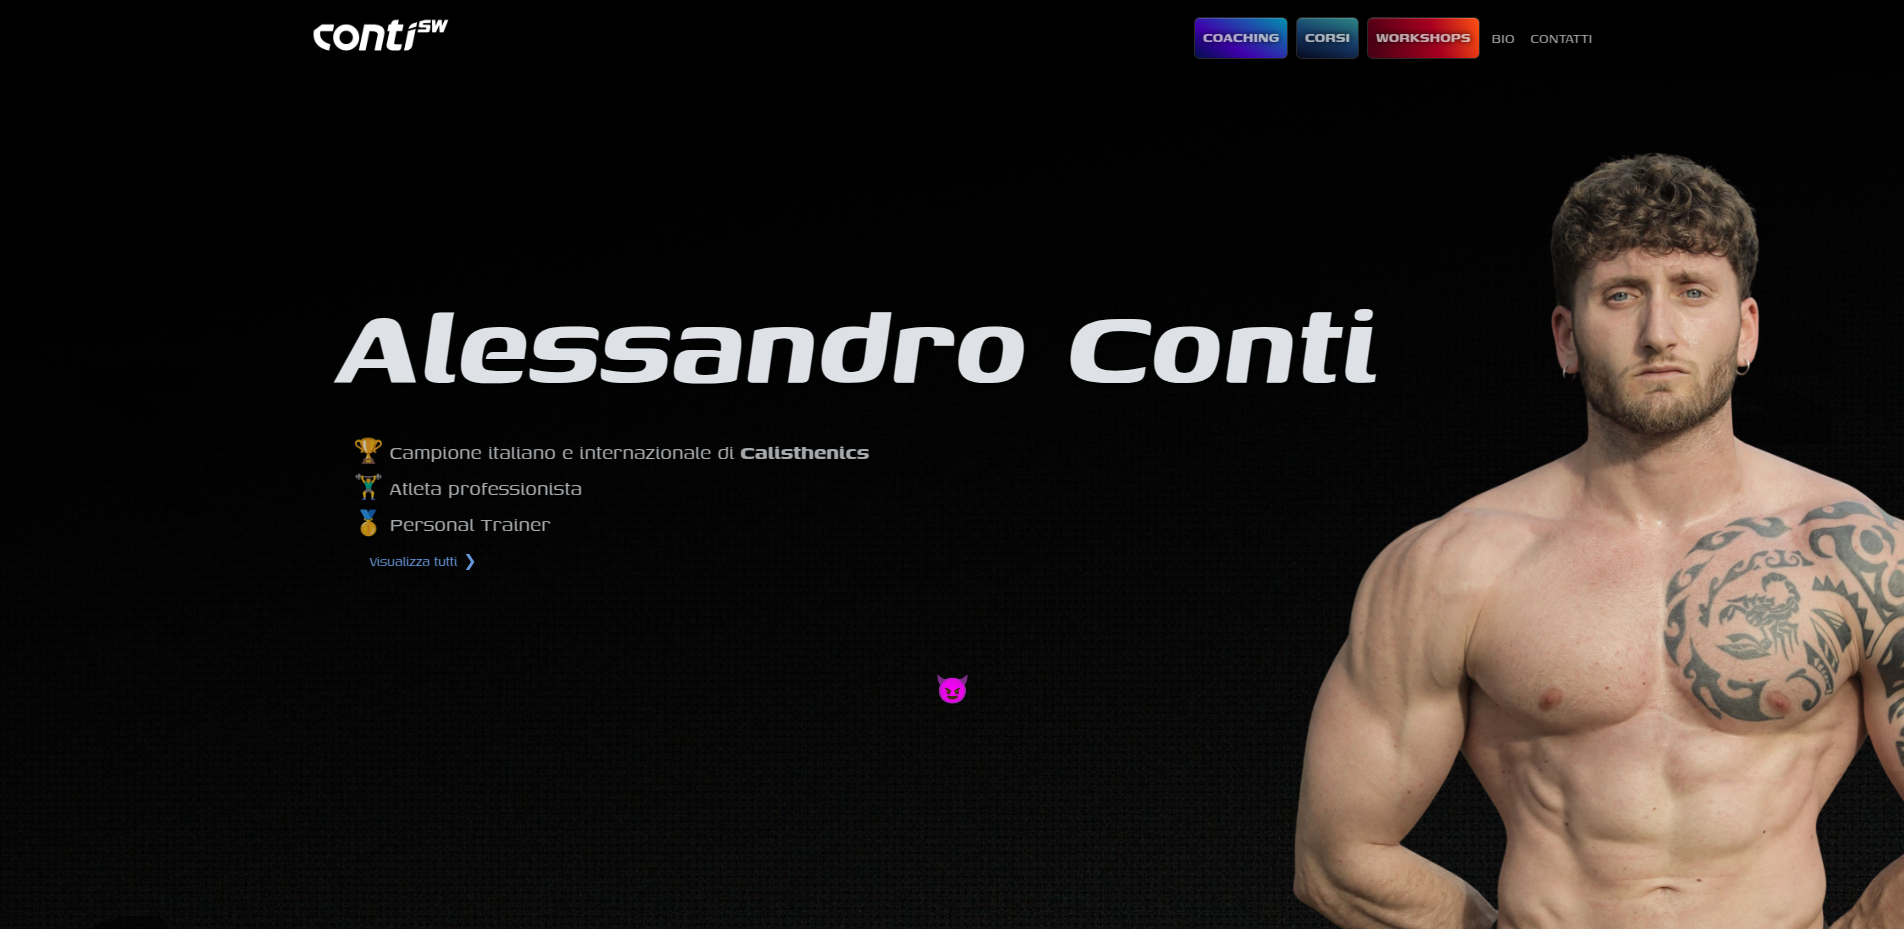 contisw
COACHING CORSI WORKSHOPS BIO CONTATTI
Alessandro Conti
Campione italiano e internazionale di Calisthenics
Atleta professionista
Personal Trainer
Visualizza tutti ❯